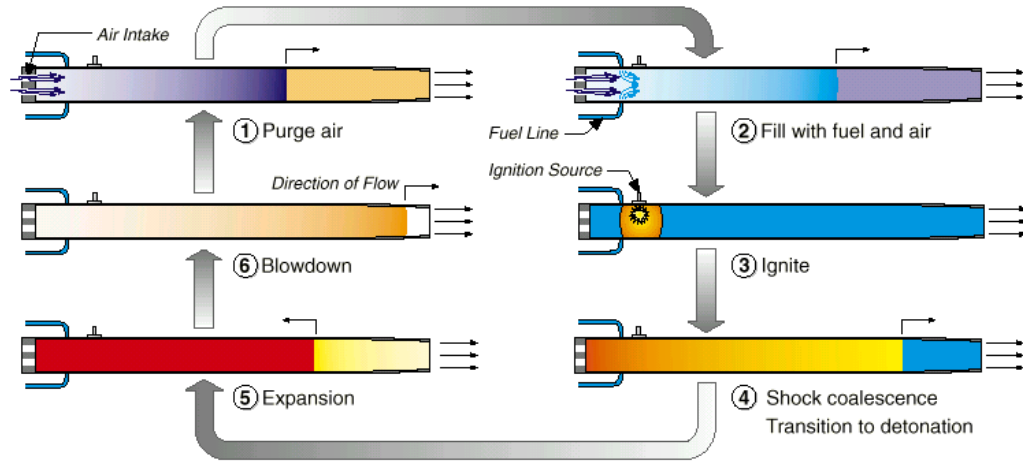 Air Intake
① Purge air
Fuel Line
② Fill with fuel and air
Direction of Flow
Ignition Source
⑥ Blowdown
③ Ignite
⑤ Expansion
④ Shock coalescence
Transition to detonation